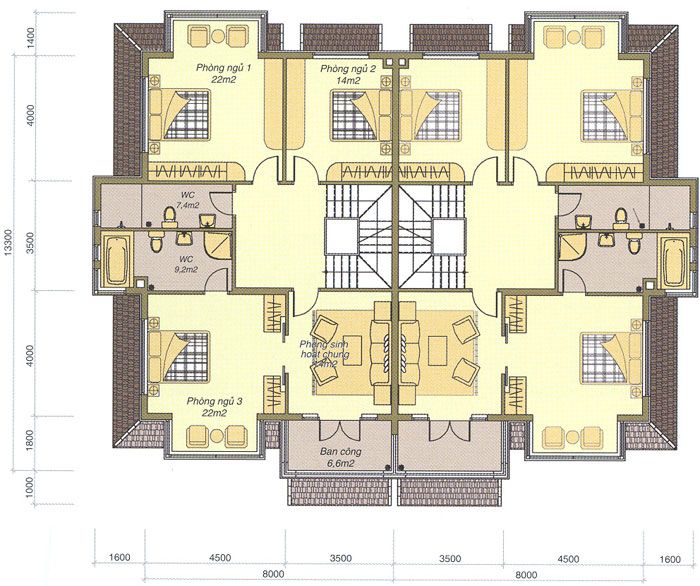 1400
4000
3500
4000
1800
1000
13300
Phòng ngủ 1
22m2
Phòng ngủ 2
14m2
WC
7,4m2
WC
9,2m2
Phòng sinh
hoạt chung
Phòng ngủ 3
22m2
Ban công
6,6m2
1600
4500
3500
3500
4500
1600
8000
8000